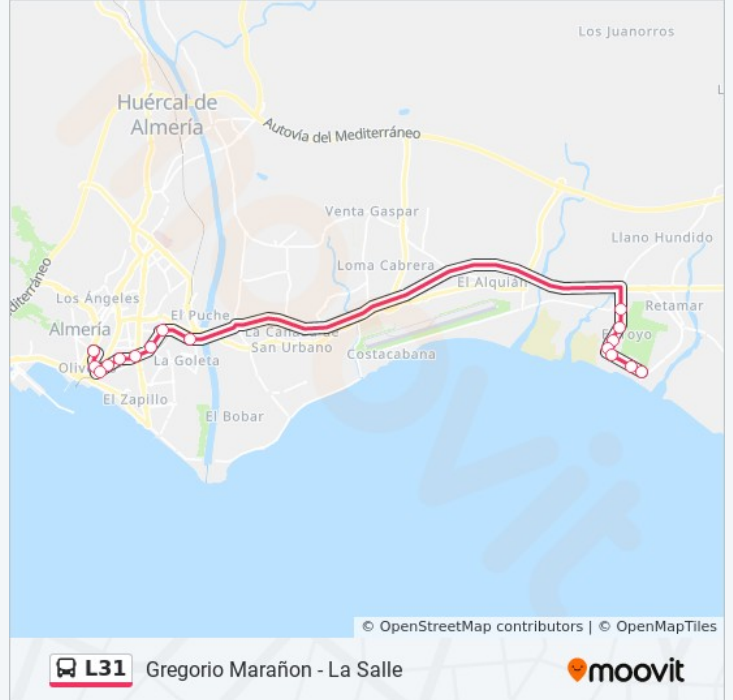 Los Juanorros
L
Huércal de
Almería
Autovía del Mediterráneo
Venta Gaspar
Llano Hundido
diterráneo
Loma Cabrera
El Alquián
Los Ángeles
Retamar
El Puche
Almería
La Cañada de
San Urbano
Costacabana
La Goleta
El Zapillo
El Bobar
© OpenStreetMap contributors | © OpenMapTiles
L31 Gregorio Marañon - La Salle
moovit